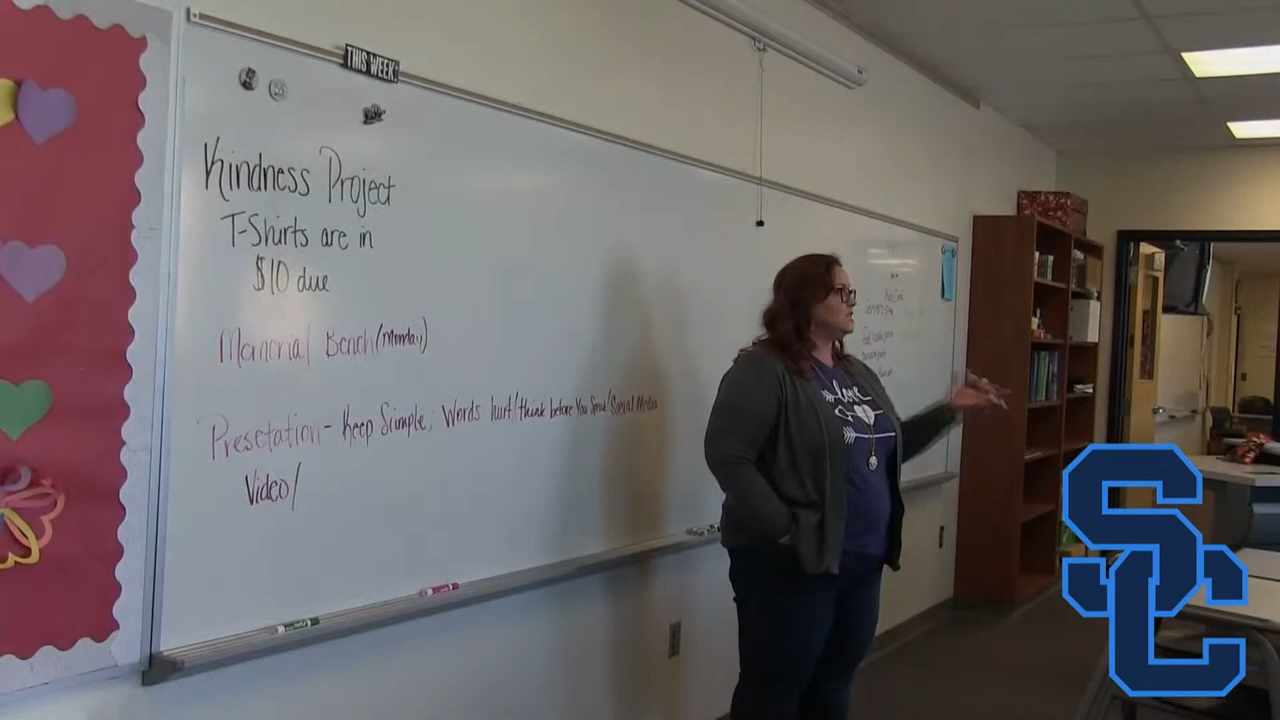 THIS WEEK:
Kindness Project
T-Shirts are in
$10 due
Memorial Bench (Monday)
Presetation - Keep Simple, Words hurt/think before You Speak/Social Media
Video/
love
SC